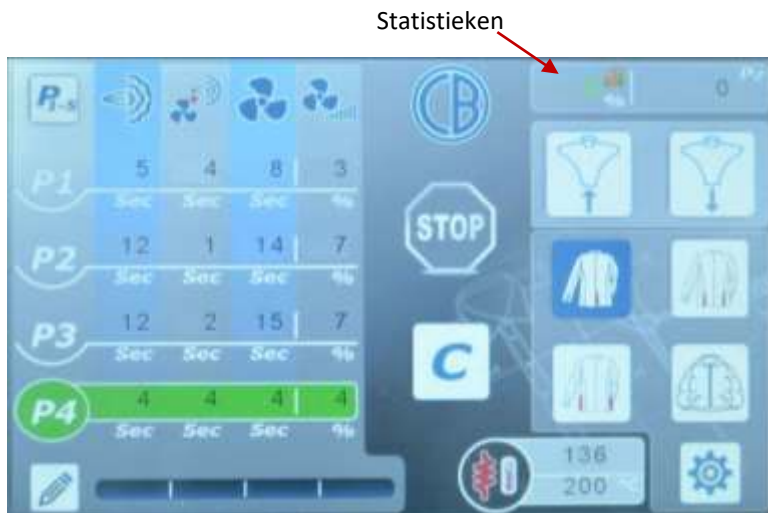 Statistieken
P1-s
CB
% 0 Pz
P1 5 4 8 3
Sec Sec Sec %
STOP
P2 12 1 14 7
Sec Sec Sec %
P3 12 2 15 7
Sec Sec Sec %
C
P4 4 4 4 4
Sec Sec Sec %
136
200